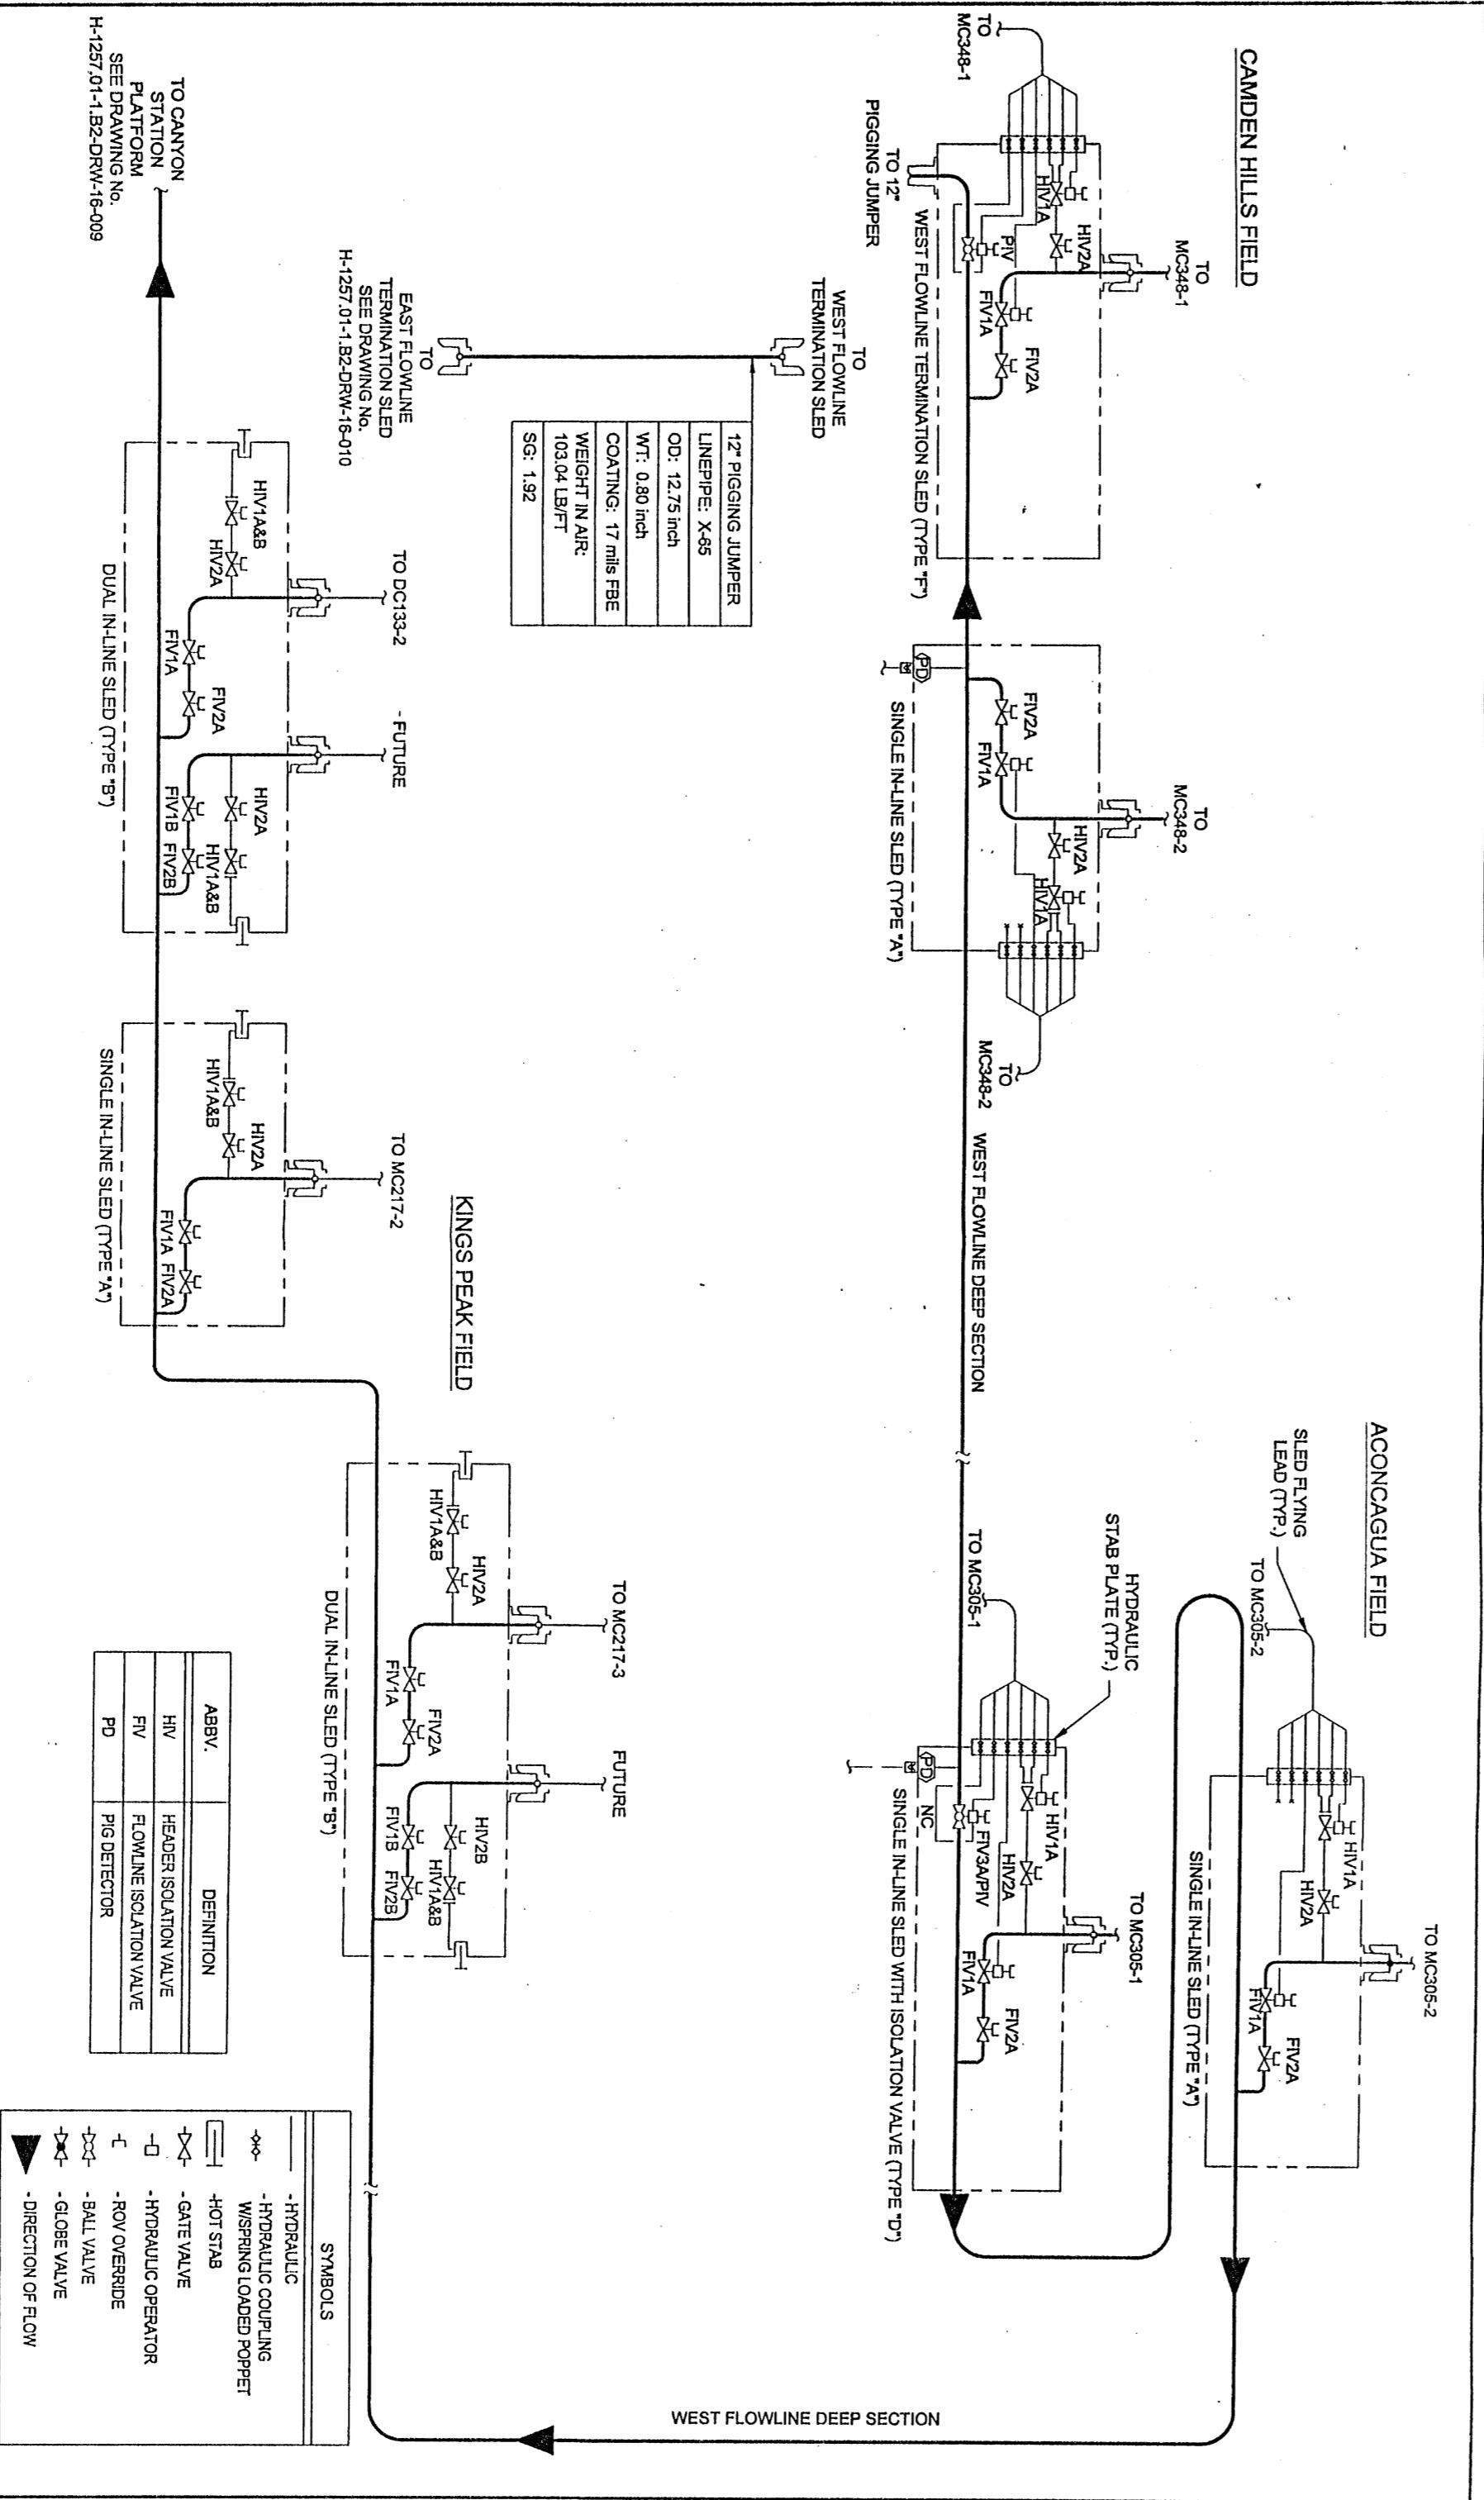 CAMDEN HILLS FIELD
TO
MC348-1
TO
MC348-1
HIV1A
HIV2A
PIV
FIV1A
FIV2A
TO 12"
PIGGING JUMPER
WEST FLOWLINE TERMINATION SLED (TYPE "F")
TO
MC348-2
FIV2A
FIV1A
HIV2A
HIV1A
PD
SINGLE IN-LINE SLED (TYPE "A")
TO
MC348-2
WEST FLOWLINE DEEP SECTION
ACONCAGUA FIELD
SLED FLYING
LEAD (TYP.)
TO MC305-2
HIV1A
HIV2A
TO MC305-2
FIV1A
FIV2A
SINGLE IN-LINE SLED (TYPE "A")
HYDRAULIC
STAB PLATE (TYP.)
TO MC305-1
HIV1A
HIV2A
FIV3A/PIV
NC
PD
TO MC305-1
FIV1A
FIV2A
SINGLE IN-LINE SLED WITH ISOLATION VALVE (TYPE "D")
WEST FLOWLINE DEEP SECTION
TO
WEST FLOWLINE
TERMINATION SLED
12" PIGGING JUMPER
LINEPIPE: X-65
OD: 12.75 inch
WT: 0.80 inch
COATING: 17 mils FBE
WEIGHT IN AIR:
103.04 LB/FT
SG: 1.92
TO
EAST FLOWLINE
TERMINATION SLED
SEE DRAWING No.
H-1257.01-1.B2-DRW-16-010
KINGS PEAK FIELD
TO MC217-3
HIV1A&B
HIV2A
FIV1A
FIV2A
FUTURE
HIV2B
HIV1A&B
FIV1B
FIV2B
DUAL IN-LINE SLED (TYPE "B")
TO MC217-2
HIV1A&B
HIV2A
FIV1A
FIV2A
SINGLE IN-LINE SLED (TYPE "A")
TO DC133-2
HIV1A&B
HIV2A
FIV1A
FIV2A
- FUTURE
HIV2A
HIV1A&B
FIV1B
FIV2B
DUAL IN-LINE SLED (TYPE "B")
TO CANYON
STATION
PLATFORM
SEE DRAWING No.
H-1257,01-1.B2-DRW-16-009
ABBV. DEFINITION
HIV HEADER ISOLATION VALVE
FIV FLOWLINE ISCLATION VALVE
PD PIG DETECTOR
SYMBOLS
- HYDRAULIC
- HYDRAULIC COUPLING
W/SPRING LOADED POPPET
-HOT STAB
- GATE VALVE
- HYDRAULIC OPERATOR
- ROV OVERRIDE
- BALL VALVE
- GLOBE VALVE
- DIRECTION OF FLOW